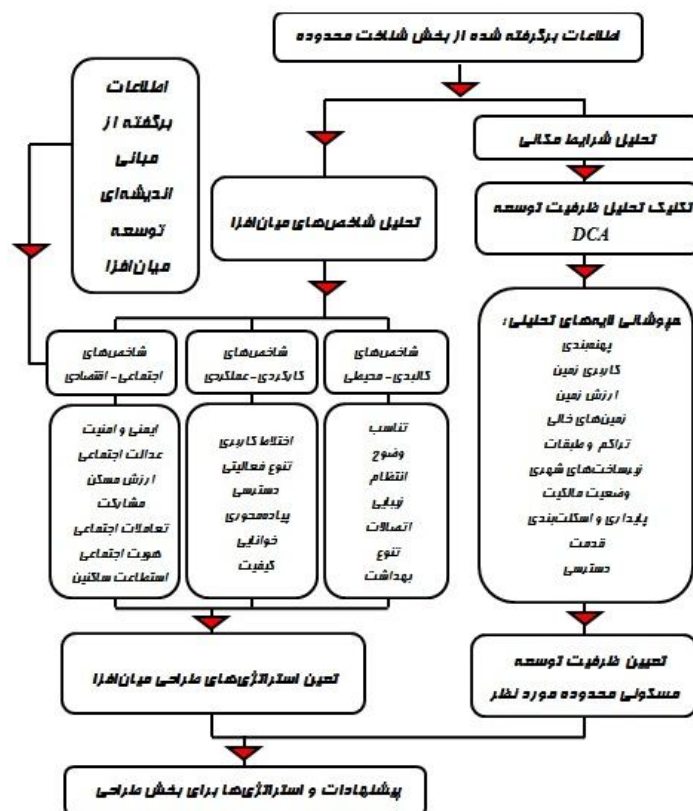 اطلاعات برگرفته شده از بخش شناخت محدوده
اطلاعات
برگفته از
مبانی
اندیشه‌ای
توسعه
میان‌افزا
تحلیل شرایط مکانی
تحلیل شاخص‌های میان‌افزا
تکنیک تحلیل ظرفیت توسعه
DCA
همپوشانی لایه‌های تحلیلی:
پهنه‌بندی
کاربری زمین
ارزش زمین
زمین‌های خالی
تراکم و طبقات
زیرساخت‌های شهری
وضعیت مالکیت
پایداری و اسکلت‌بندی
قدمت
دسترسی
شاخص‌های
کالبدی-محیطی
شاخص‌های
کارکردی-عملکردی
شاخص‌های
اجتماعی-اقتصادی
تناسب
وضوح
انتظام
زیبایی
اتصالات
تنوع
بهداشت
اختلاط کاربری
تنوع فعالیتی
دسترسی
پیاده‌محوری
خوانایی
کیفیت
ایمنی و امنیت
عدالت اجتماعی
ارزش مسکن
مشارکت
تعاملات اجتماعی
هویت اجتماعی
استطاعت ساکنین
تعیین ظرفیت توسعه
مسکونی محدوده مورد نظر
تعین استراتژی‌های طراحی میان‌افزا
پیشنهادات و استراتژی‌ها برای بخش طراحی